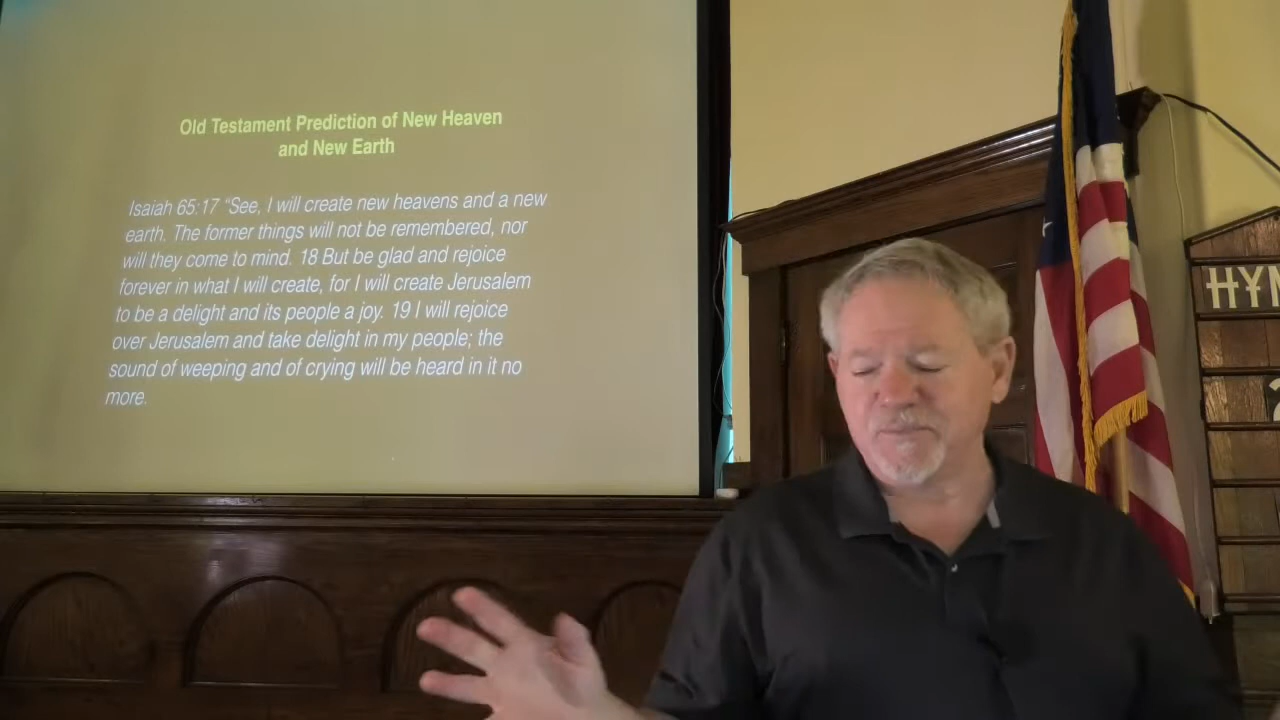 Old Testament Prediction of New Heaven
and New Earth
Isaiah 65:17 “See, I will create new heavens and a new
earth. The former things will not be remembered, nor
will they come to mind. 18 But be glad and rejoice
forever in what I will create, for I will create Jerusalem
to be a delight and its people a joy. 19 I will rejoice
over Jerusalem and take delight in my people; the
sound of weeping and of crying will be heard in it no
more.